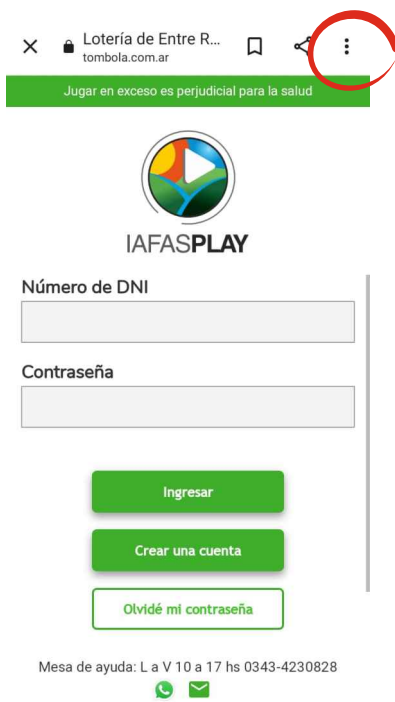 Lotería de Entre R...
tombola.com.ar
Jugar en exceso es perjudicial para la salud
IAFASPLAY
Número de DNI
Contraseña
Ingresar
Crear una cuenta
Olvidé mi contraseña
Mesa de ayuda: L a V 10 a 17 hs 0343-4230828